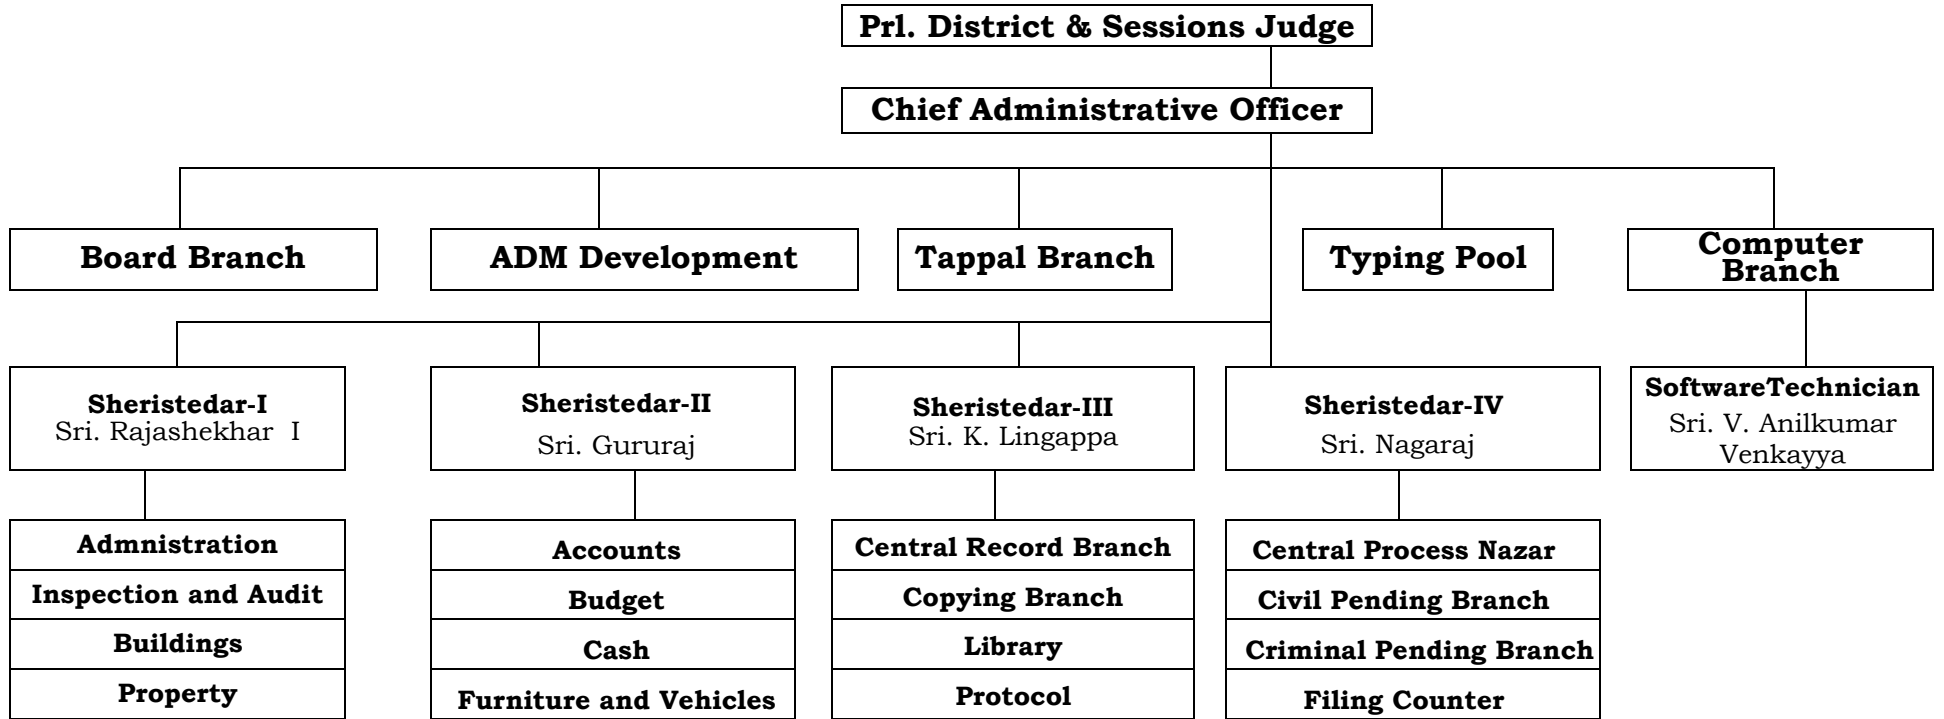 Prl. District & Sessions Judge
Chief Administrative Officer
Board Branch
ADM Development
Tappal Branch
Typing Pool
Computer
Branch
Sheristedar-I
Sri. Rajashekhar I
Sheristedar-II
Sri. Gururaj
Sheristedar-III
Sri. K. Lingappa
Sheristedar-IV
Sri. Nagaraj
SoftwareTechnician
Sri. V. Anilkumar
Venkayya
Admnistration
Inspection and Audit
Buildings
Property
Accounts
Budget
Cash
Furniture and Vehicles
Central Record Branch
Copying Branch
Library
Protocol
Central Process Nazar
Civil Pending Branch
Criminal Pending Branch
Filing Counter